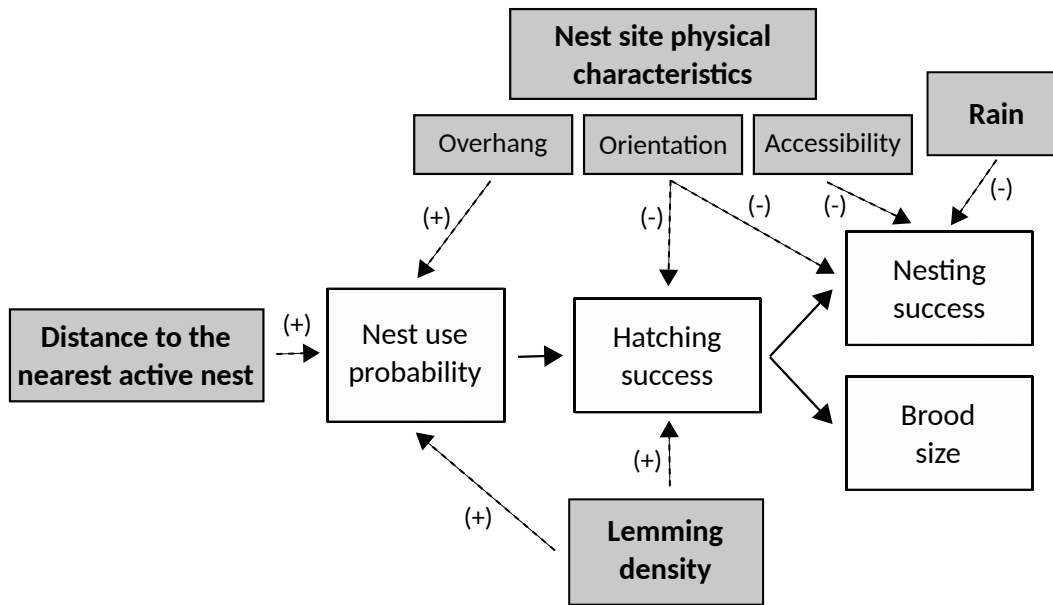 Nest site physical
characteristics
Rain
Overhang
Orientation
Accessibility
(+)
(-)
(-)
(-)
(-)
Nesting
success
Distance to the
nearest active nest
(+)
Nest use
probability
Hatching
success
Brood
size
(+)
(+)
Lemming
density